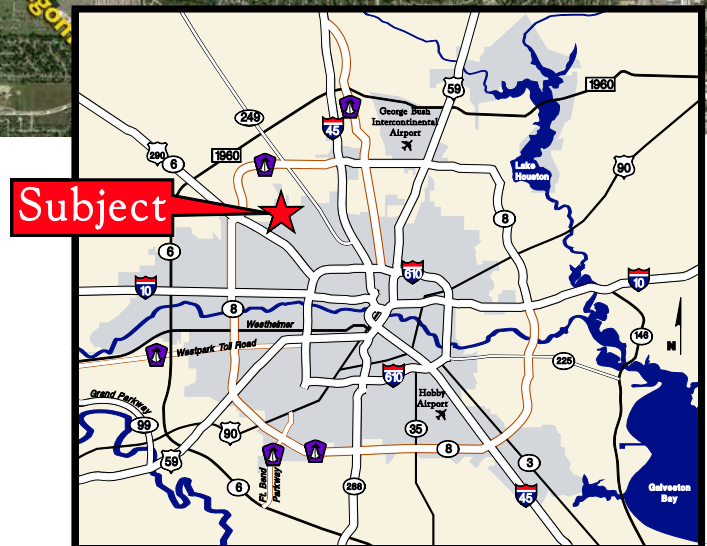 59
1960
249
George Bush
Intercontinental
Airport
45
290
6
1960
Lake
Houston
90
Subject
8
6
610
10
10
8
146
Westheimer
N
Westpark Toll Road
225
610
Grand Parkway
Hobby
Airport
99
90
35
8
59
3
6
Ft. Bend
Parkway
288
45
Galveston
Bay